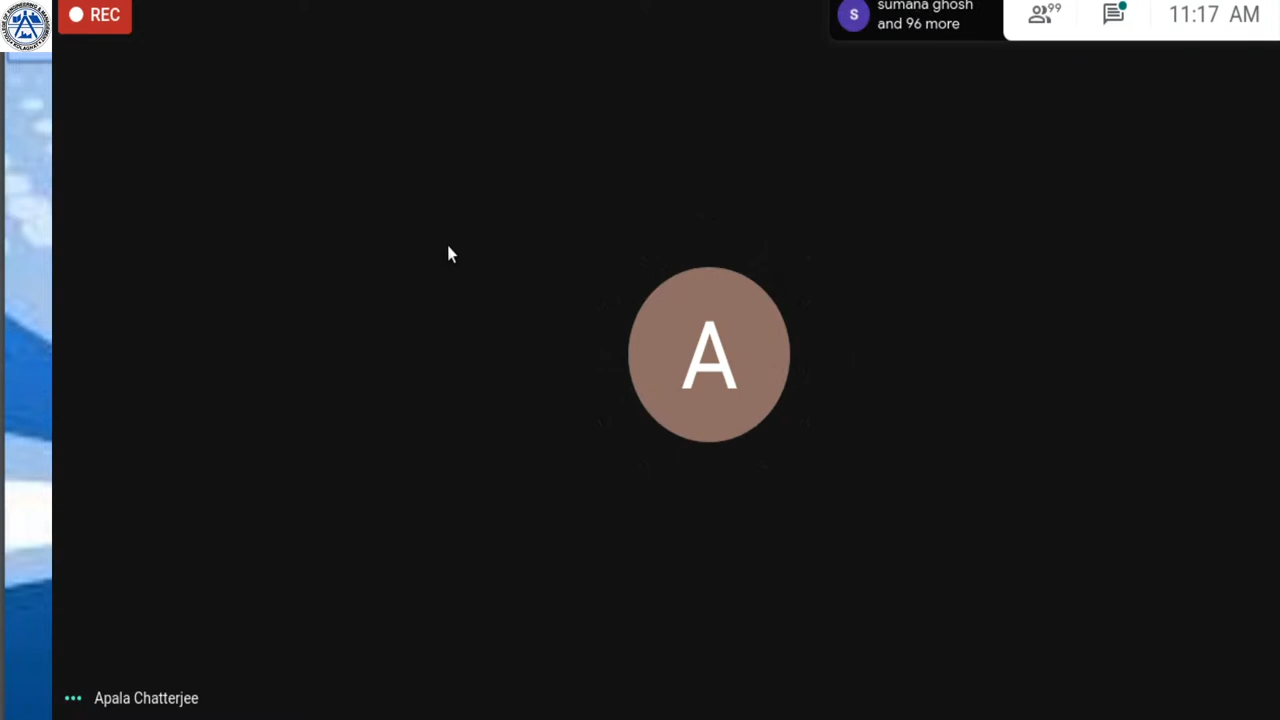 REC
S
sumana ghosh
and 96 more
99
11:17 AM
A
Apala Chatterjee